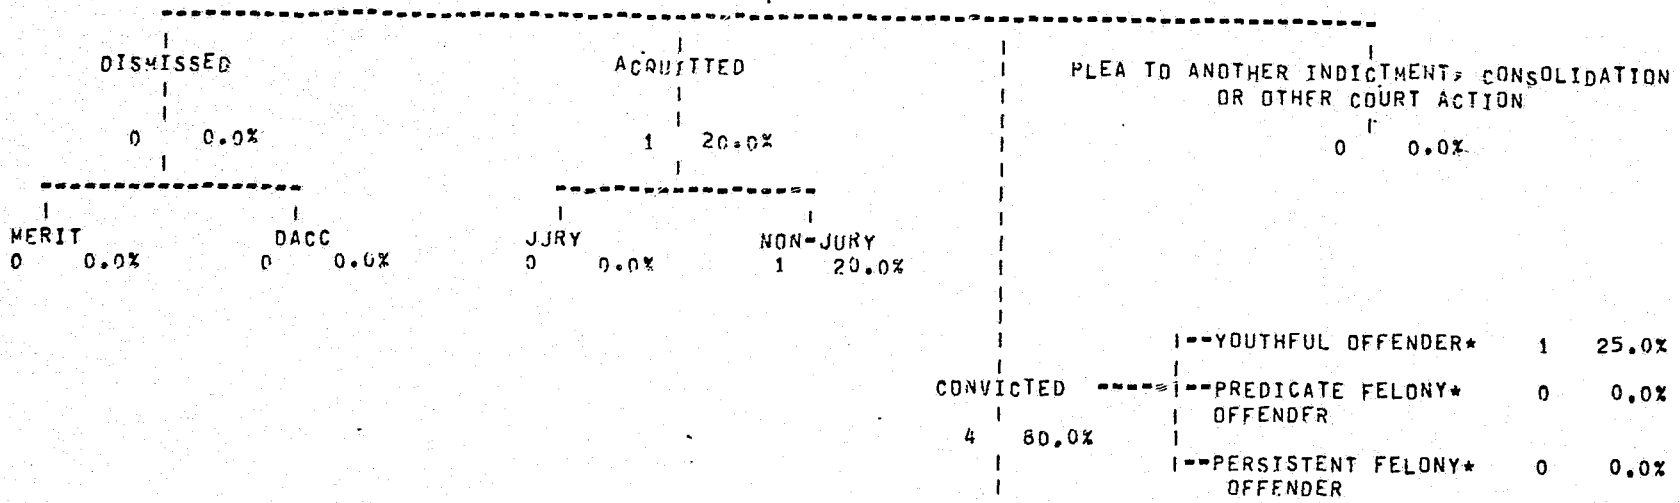 DISMISSED ACQUITTED PLEA TO ANOTHER INDICTMENT, CONSOLIDATION
OR OTHER COURT ACTION
0 0.0% 1 20.0% 0 0.0%
MERIT DACC JJRY NON-JURY
0 0.0% 0 0.0% 0 0.0% 1 20.0%
--YOUTHFUL OFFENDER* 1 25.0%
CONVICTED --PREDICATE FELONY* 0 0.0%
OFFENDER
4 80.0%
--PERSISTENT FELONY* 0 0.0%
OFFENDER